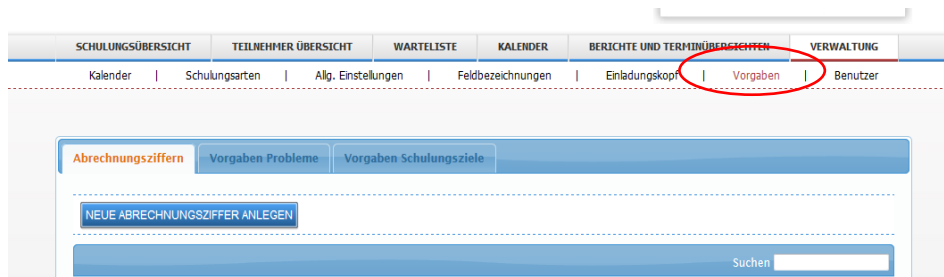 SCHULUNGSÜBERSICHT TEILNEHMER ÜBERSICHT WARTELISTE KALENDER BERICHTE UND TERMINÜBERSICHTEN VERWALTUNG
Kalender | Schulungsarten | Allg. Einstellungen | Feldbezeichnungen | Einladungskopf | Vorgaben | Benutzer
Abrechnungsziffern Vorgaben Probleme Vorgaben Schulungsziele
NEUE ABRECHNUNGSZIFFER ANLEGEN
Suchen